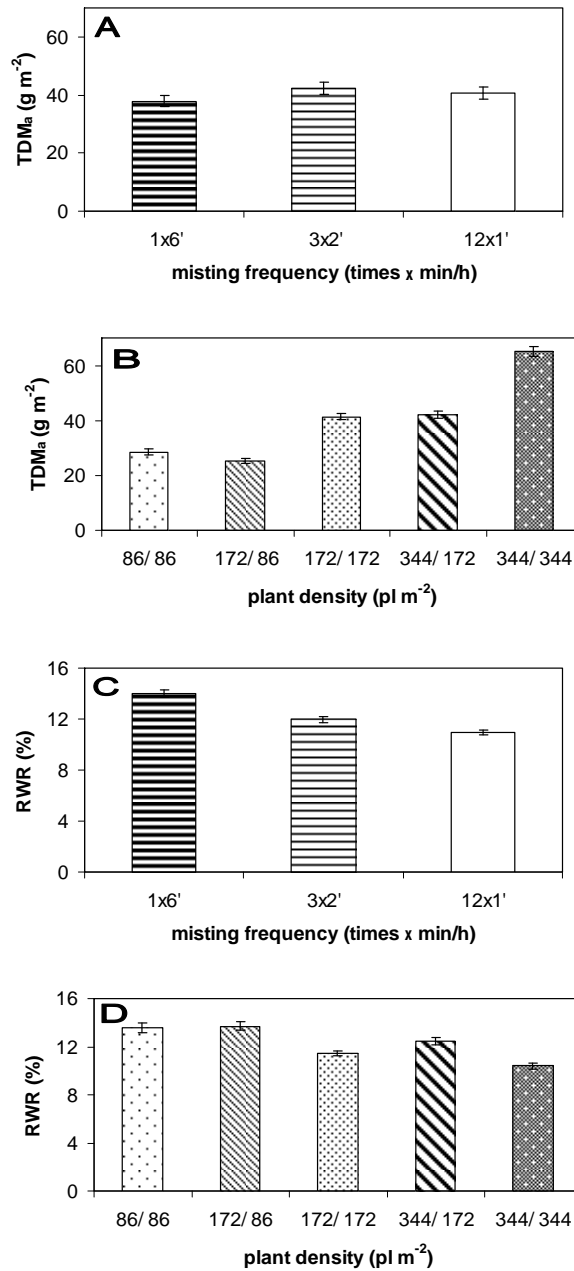 A
TDMa (g m-2)
60
40
20
0
1x6' 3x2' 12x1'
misting frequency (times x min/h)
B
TDMa (g m-2)
60
40
20
0
86/ 86 172/ 86 172/ 172 344/ 172 344/ 344
plant density (pl m-2)
C
RWR (%)
16
12
8
4
0
1x6' 3x2' 12x1'
misting frequency (times x min/h)
D
RWR (%)
16
12
8
4
0
86/ 86 172/ 86 172/ 172 344/ 172 344/ 344
plant density (pl m-2)